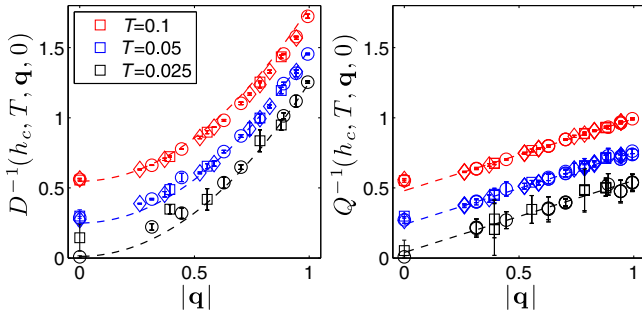 D⁻¹(h_c, T, q, 0)
1.5
1
0.5
0
T=0.1
T=0.05
T=0.025
0
0.5
1
|q|
Q⁻¹(h_c, T, q, 0)
1.5
1
0.5
0
0
0.5
1
|q|